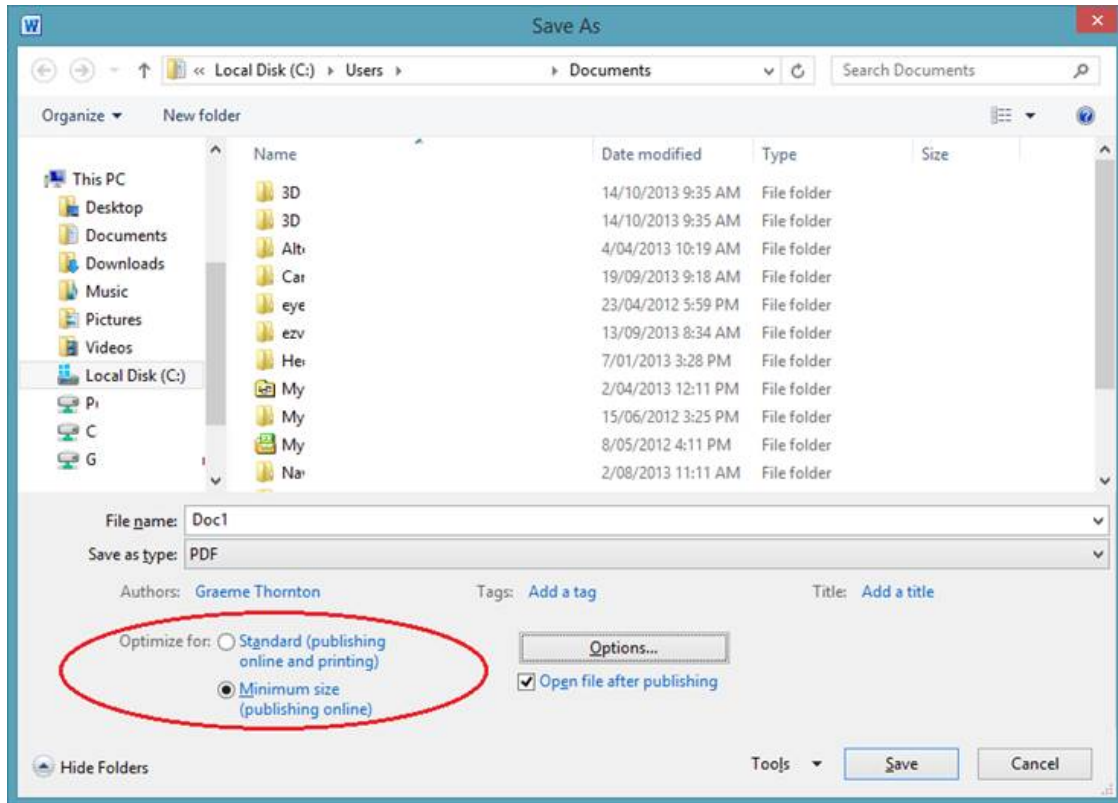 Save As
« Local Disk (C:) Users Documents Search Documents
Organize New folder
Name Date modified Type Size
This PC
Desktop
Documents
Downloads
Music
Pictures
Videos
Local Disk (C:)
C
G
3D 14/10/2013 9:35 AM File folder
3D 14/10/2013 9:35 AM File folder
4/04/2013 10:19 AM File folder
19/09/2013 9:18 AM File folder
eye 23/04/2012 5:59 PM File folder
ezv 13/09/2013 8:34 AM File folder
7/01/2013 3:28 PM File folder
My 2/04/2013 12:11 PM File folder
My 15/06/2012 3:25 PM File folder
My 8/05/2012 4:11 PM File folder
2/08/2013 11:11 AM File folder
File name: Doc1
Save as type: PDF
Authors: Graeme Thornton Tags: Add a tag Title: Add a title
Optimize for: Standard (publishing
online and printing)
Minimum size
(publishing online)
Options...
Open file after publishing
Hide Folders Tools Save Cancel